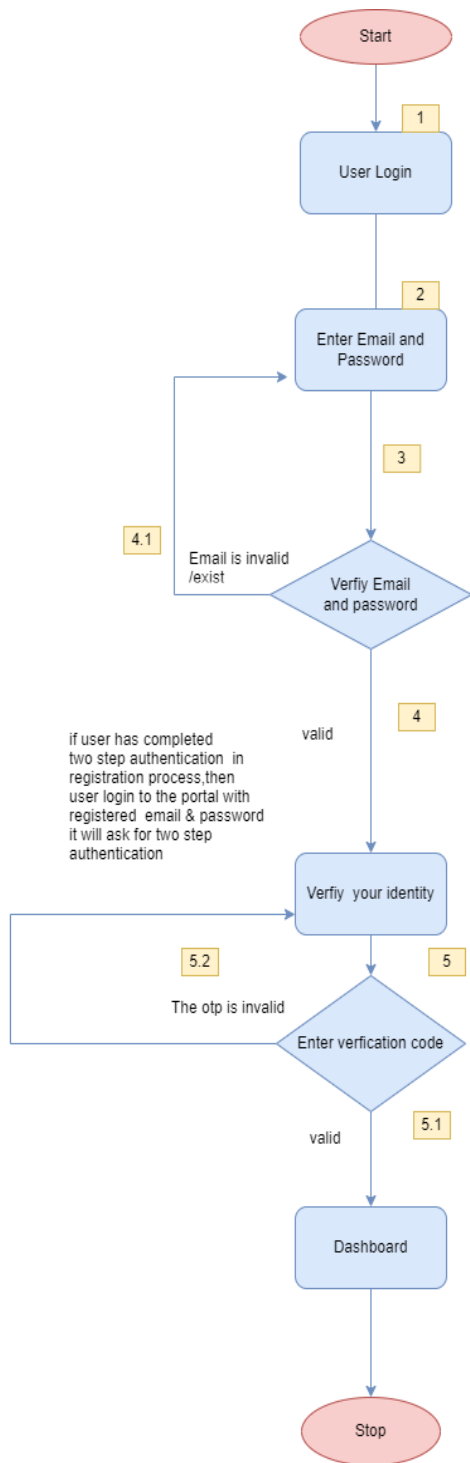 Start
1
User Login
2
Enter Email and
Password
3
4.1
Email is invalid
/exist
Verfiy Email
and password
4
valid
if user has completed
two step authentication in
registration process,then
user login to the portal with
registered email & password
it will ask for two step
authentication
Verfiy your identity
5.2
5
The otp is invalid
Enter verfication code
5.1
valid
Dashboard
Stop